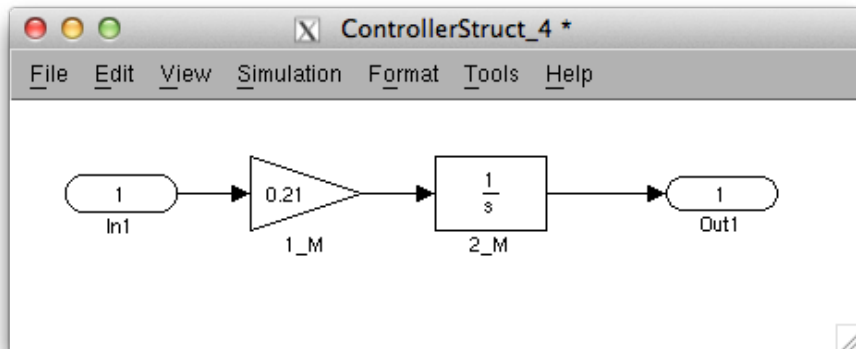 ControllerStruct_4 *
File Edit View Simulation Format Tools Help
1
0.21
1
s
1
In1
1_M
2_M
Out1